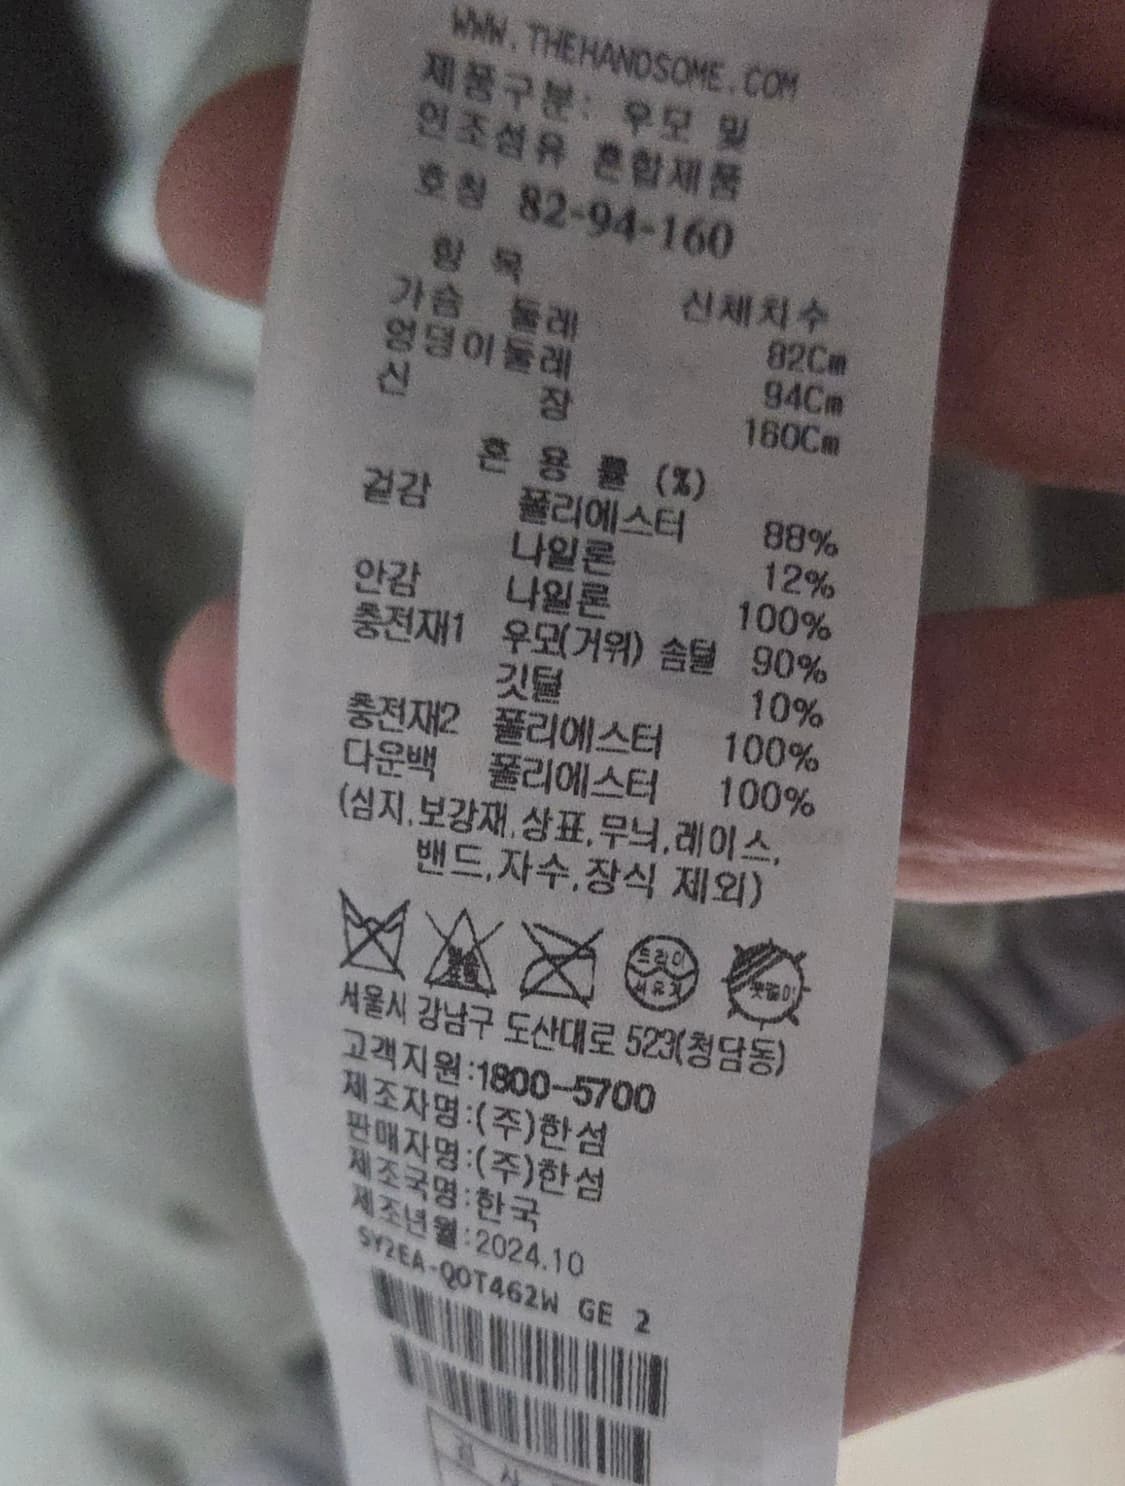 WWW.THEHANDSOME.COM
제품구분: 우모 및
인조섬유 혼합제품
호칭 82-94-160
항 목 신체치수
가슴 둘레 82Cm
엉덩이둘레 94Cm
신 장 160Cm
혼 용 률 (%)
겉감 폴리에스터 88%
나일론 12%
안감 나일론 100%
충전재1 우모(거위) 솜털 90%
깃털 10%
충전재2 폴리에스터 100%
다운백 폴리에스터 100%
(심지,보강재,상표,무늬,레이스,
밴드,자수,장식 제외)
드라이
석유계
서울시 강남구 도산대로 523(청담동)
고객지원:1800-5700
제조자명:(주)한섬
판매자명:(주)한섬
제조국명:한국
제조년월:2024.10
SY2EA-QOT462W GE 2
검 사